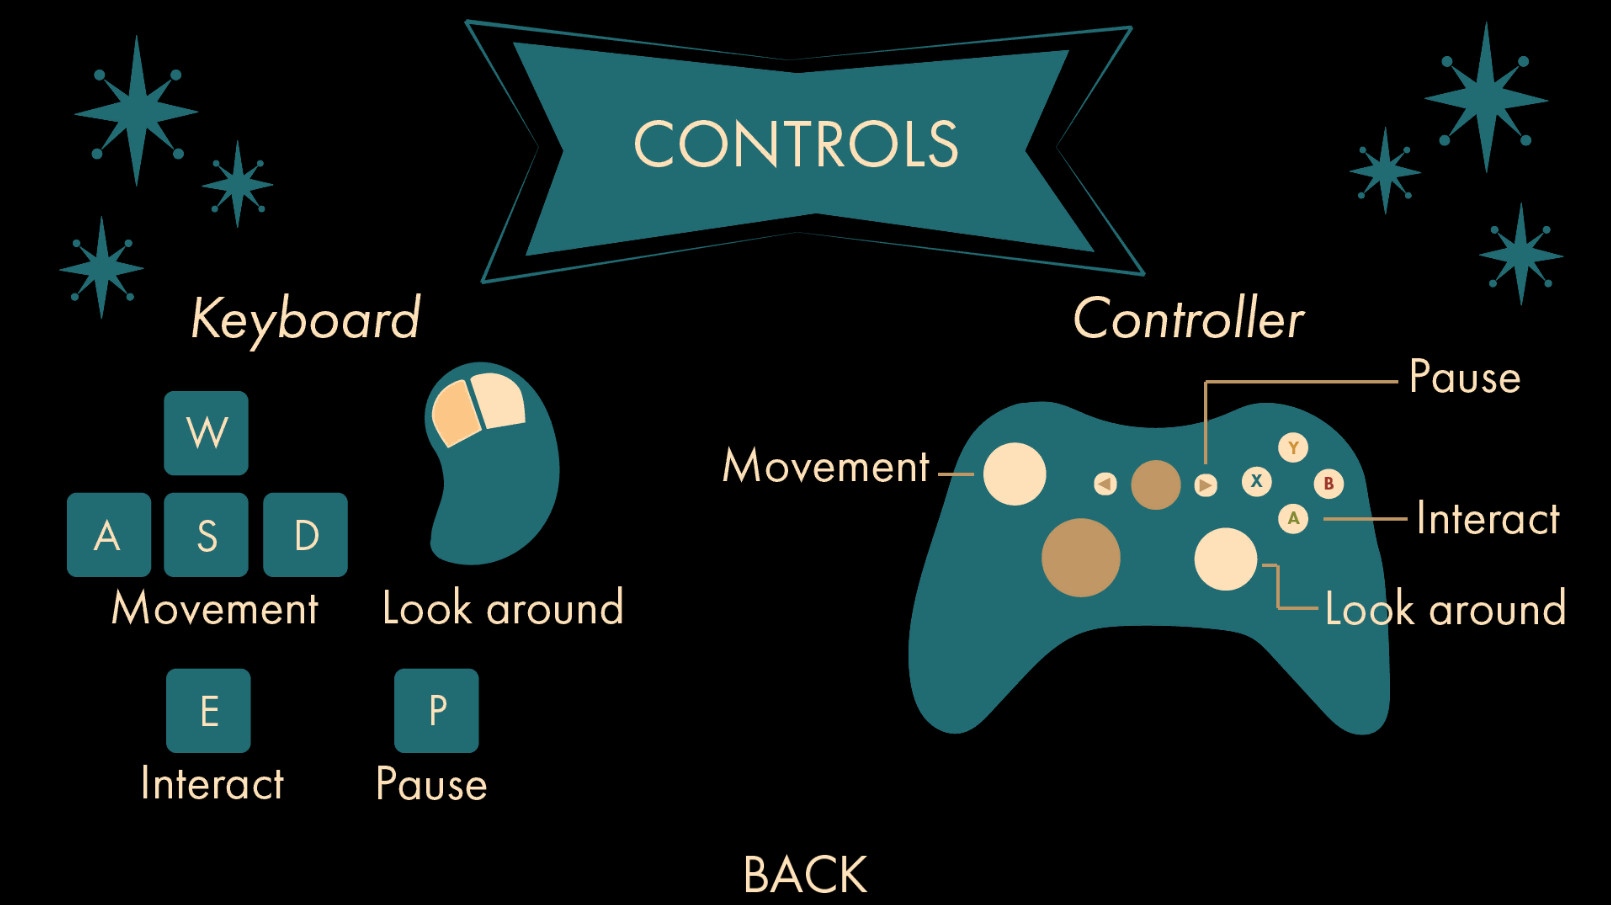 CONTROLS
Keyboard
W
A S D
Movement
Look around
E
Interact
P
Pause
Controller
Pause
Movement
Y
X
B
A
Interact
Look around
BACK